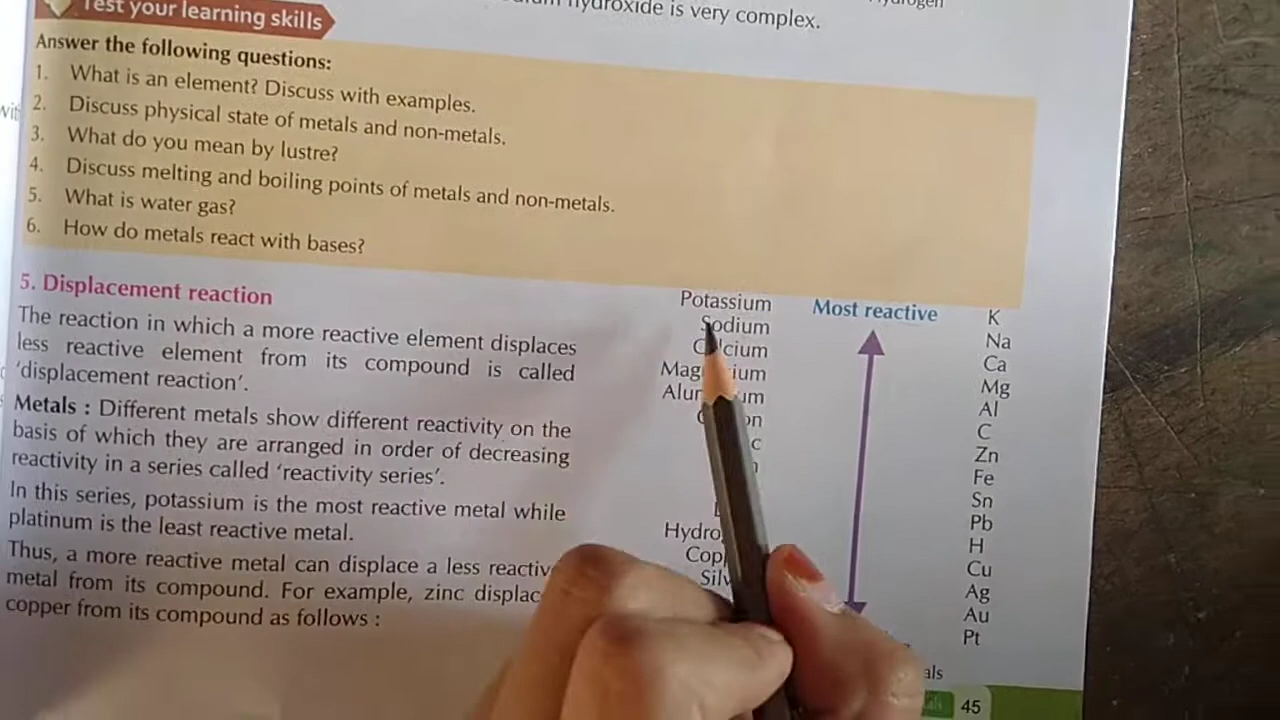 hydroxide is very complex.
Hydrogen
Test your learning skills
Answer the following questions:
1. What is an element? Discuss with examples.
2. Discuss physical state of metals and non-metals.
3. What do you mean by lustre?
4. Discuss melting and boiling points of metals and non-metals.
5. What is water gas?
6. How do metals react with bases?
5. Displacement reaction
The reaction in which a more reactive element displaces
less reactive element from its compound is called
'displacement reaction'.
Metals : Different metals show different reactivity on the
basis of which they are arranged in order of decreasing
reactivity in a series called 'reactivity series'.
In this series, potassium is the most reactive metal while
platinum is the least reactive metal.
Thus, a more reactive metal can displace a less reactive
metal from its compound. For example, zinc displac
copper from its compound as follows :
Potassium
Sodium
Calcium
Magnesium
Aluminium
Most reactive
K
Na
Ca
Mg
Al
C
Zn
Fe
Sn
Pb
H
Cu
Ag
Au
Pt
als
45